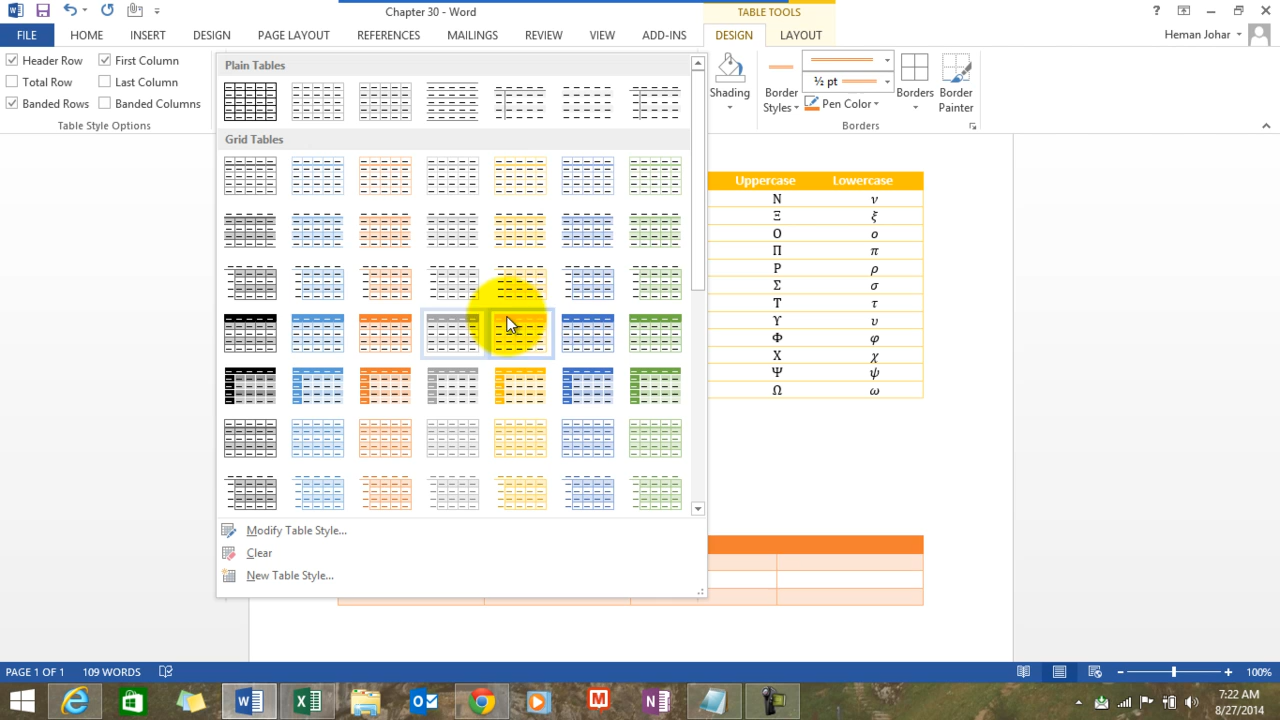 Chapter 30 - Word
TABLE TOOLS
?
FILE HOME INSERT DESIGN PAGE LAYOUT REFERENCES MAILINGS REVIEW VIEW ADD-INS DESIGN LAYOUT
Heman Johar
Header Row First Column
Total Row Last Column
Banded Rows Banded Columns
Table Style Options
Plain Tables
Grid Tables
Modify Table Style...
Clear
New Table Style...
Shading
Border
Styles
½ pt
Pen Color
Borders
Border
Painter
Borders
Uppercase Lowercase
Ν ν
Ξ ξ
Ο ο
Π π
Ρ ρ
Σ σ
Τ τ
Υ υ
Φ φ
Χ χ
Ψ ψ
Ω ω
PAGE 1 OF 1 109 WORDS
100%
7:22 AM
8/27/2014